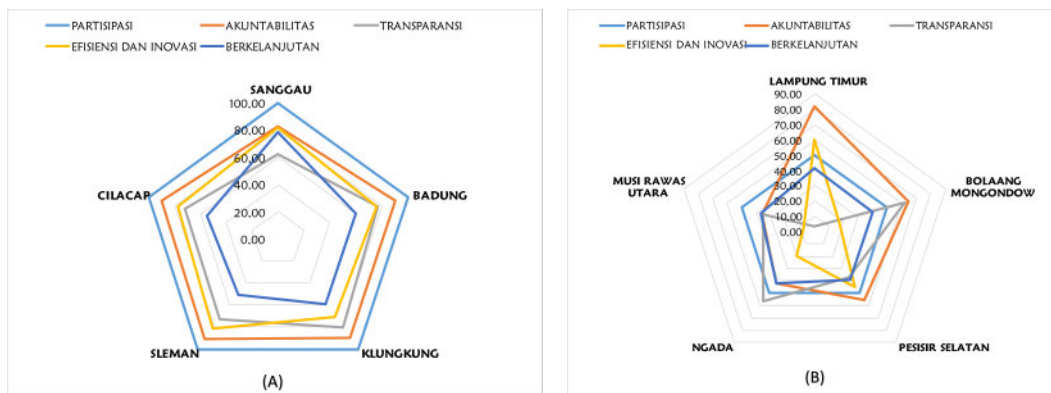 PARTISIPASI AKUNTABILITAS TRANSPARANSI
EFISIENSI DAN INOVASI BERKELANJUTAN
SANGGAU
100,00
80,00
60,00
40,00
20,00
0,00
CILACAP
BADUNG
SLEMAN
KLUNGKUNG
(A)
PARTISIPASI AKUNTABILITAS TRANSPARANSI
EFISIENSI DAN INOVASI BERKELANJUTAN
LAMPUNG TIMUR
90,00
80,00
70,00
60,00
50,00
40,00
30,00
20,00
10,00
0,00
MUSI RAWAS
UTARA
BOLAANG
MONGONDOW
NGADA
PESISIR SELATAN
(B)